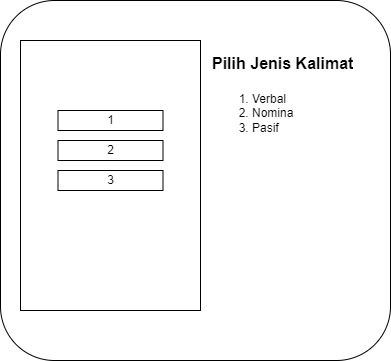 Pilih Jenis Kalimat
1
2
3
1. Verbal
2. Nomina
3. Pasif